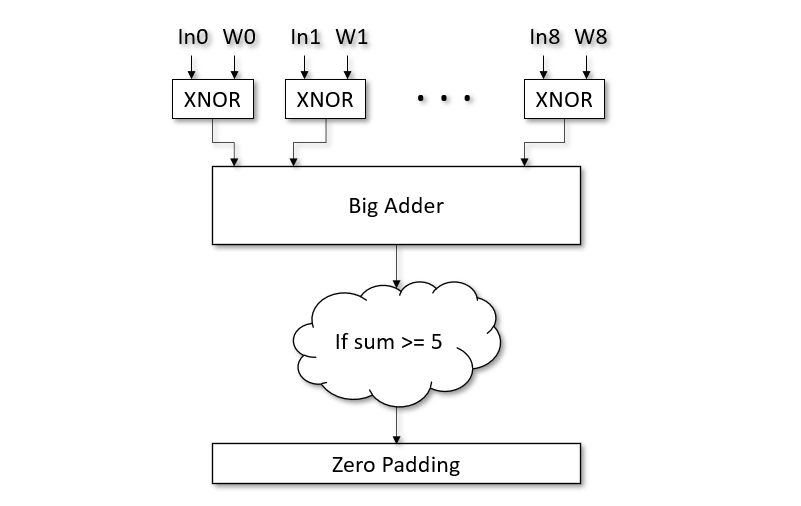 In0 W0 In1 W1 In8 W8
XNOR XNOR . . . XNOR
Big Adder
If sum >= 5
Zero Padding